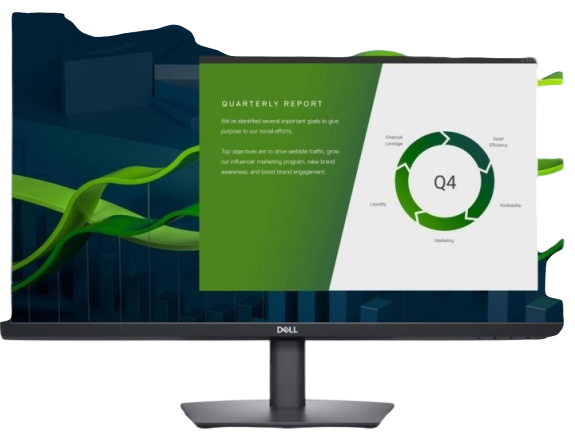 QUARTERLY REPORT
We've identified several important goals to give
purpose to our social efforts.
Top objectives are to drive website traffic, grow
our influencer marketing program, raise brand
awareness, and boost brand engagement.
Financial
Leverage
Asset
Efficiency
Q4
Liquidity
Profitability
Marketing
DELL